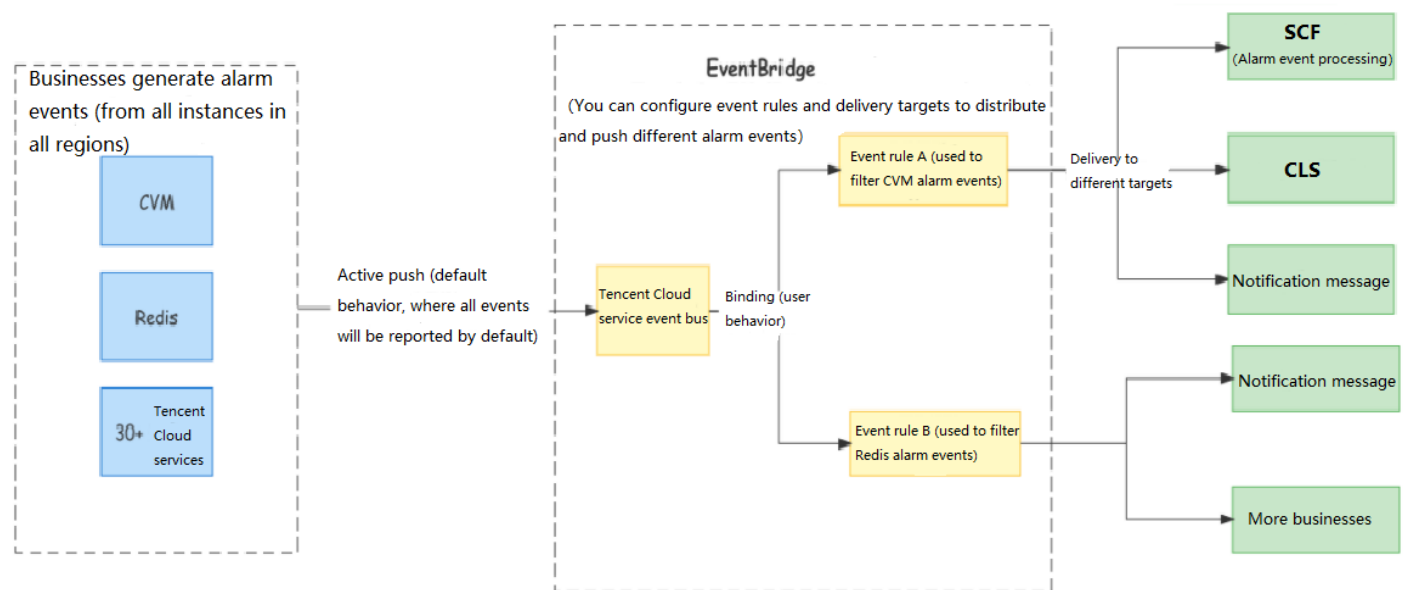 Businesses generate alarm
events (from all instances in
all regions)
CVM
Redis
30+
Tencent
Cloud
services
Active push (default
behavior, where all events
will be reported by default)
EventBridge
(You can configure event rules and delivery targets to distribute
and push different alarm events)
Tencent Cloud
service event bus
Binding (user
behavior)
Event rule A (used to
filter CVM alarm events)
Event rule B (used to filter
Redis alarm events)
Delivery to
different targets
SCF
(Alarm event processing)
CLS
Notification message
Notification message
More businesses